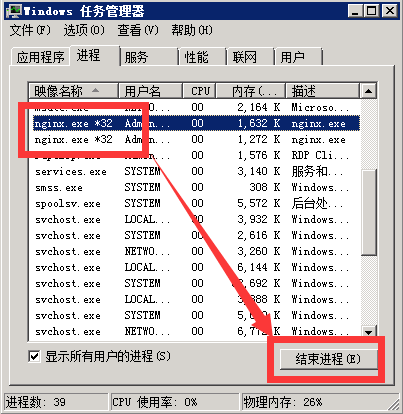 Windows 任务管理器
文件(F) 选项(O) 查看(V) 帮助(H)
应用程序 进程 服务 性能 联网 用户
映像名称 用户名 CPU 内存(... 描述
NETWO... 00 2,164 K Microso...
nginx.exe *32 Admin... 00 1,632 K nginx.exe
nginx.exe *32 Admin... 00 1,272 K nginx.exe
Admin... 00 1,576 K RDP Cli...
services.exe SYSTEM 00 3,140 K 服务和...
smss.exe SYSTEM 00 308 K Windows...
spoolsv.exe SYSTEM 00 5,572 K 后台处...
svchost.exe LOCAL... 00 3,932 K Windows...
svchost.exe SYSTEM 00 2,616 K Windows...
svchost.exe NETWO... 00 3,260 K Windows...
svchost.exe LOCAL... 00 6,144 K Windows...
svchost.exe SYSTEM 00 Windows...
svchost.exe LOCAL... 00 Windows...
svchost.exe SYSTEM 00 Windows...
svchost.exe NETWO... 00 Windows...
显示所有用户的进程(S) 结束进程(E)
进程数: 39 CPU 使用率: 0% 物理内存: 26%